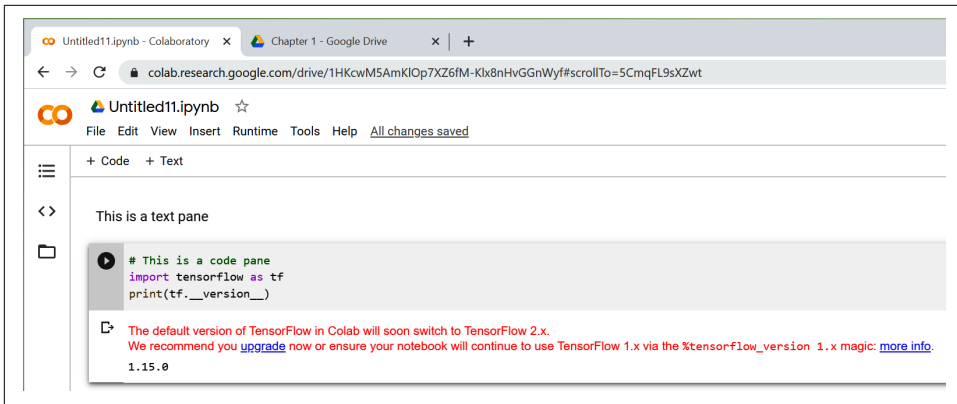 Untitled11.ipynb - Colaboratory
Chapter 1 - Google Drive
colab.research.google.com/drive/1HKcwM5AmKlOp7XZ6fM-Klx8nHvGGnWyf#scrollTo=5CmqFL9sXZwt
CO Untitled11.ipynb
File Edit View Insert Runtime Tools Help All changes saved
+ Code + Text
This is a text pane
# This is a code pane
import tensorflow as tf
print(tf.__version__)
The default version of TensorFlow in Colab will soon switch to TensorFlow 2.x.
We recommend you upgrade now or ensure your notebook will continue to use TensorFlow 1.x via the %tensorflow_version 1.x magic: more info.
1.15.0